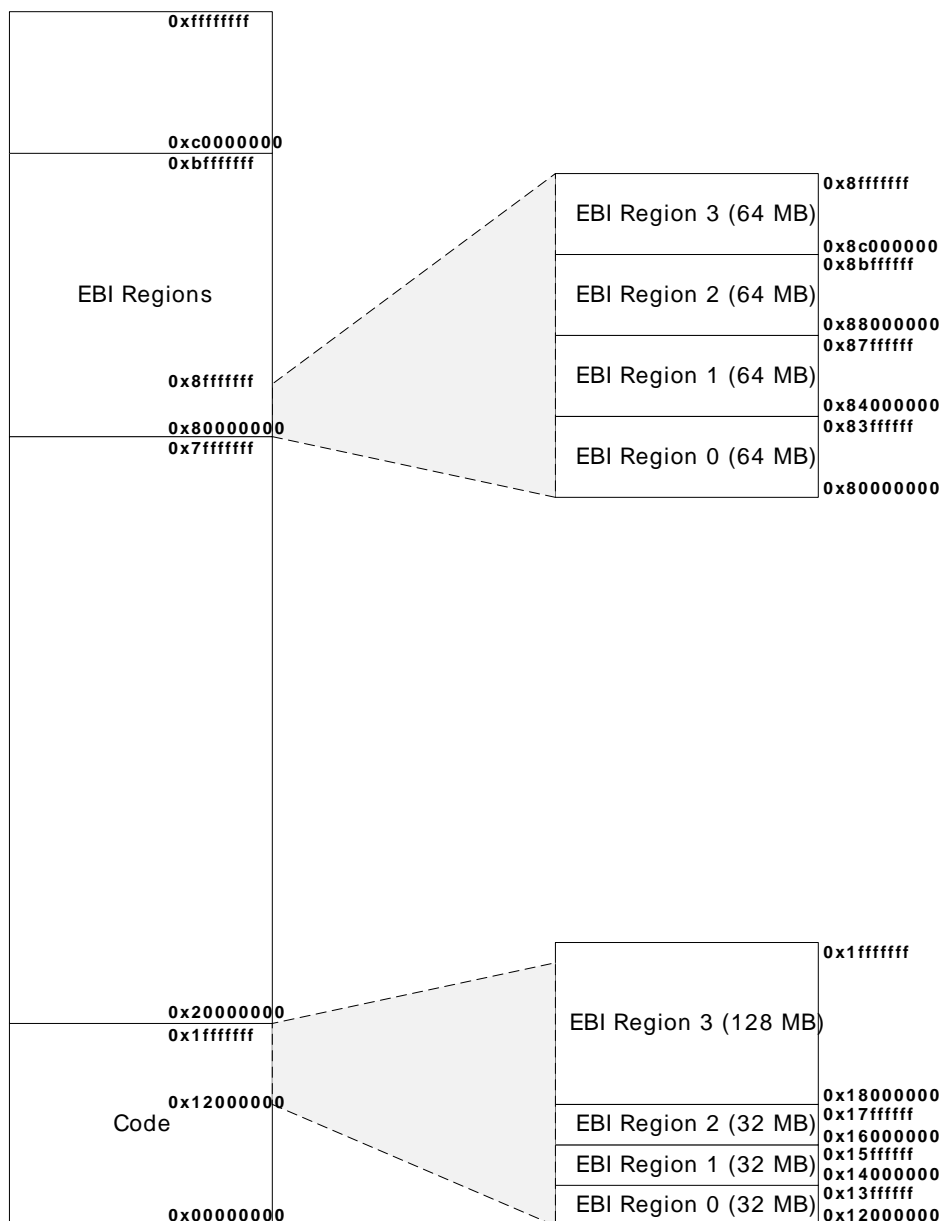 0xffffffff
0xc0000000
0xbfffffff
EBI Regions
0x8fffffff
0x80000000
0x7fffffff
0x20000000
0x1fffffff
0x12000000
Code
0x00000000
0x8fffffff
EBI Region 3 (64 MB)
0x8c000000
0x8bffffff
EBI Region 2 (64 MB)
0x88000000
0x87ffffff
EBI Region 1 (64 MB)
0x84000000
0x83ffffff
EBI Region 0 (64 MB)
0x80000000
0x1fffffff
EBI Region 3 (128 MB)
0x18000000
0x17ffffff
EBI Region 2 (32 MB)
0x16000000
0x15ffffff
EBI Region 1 (32 MB)
0x14000000
0x13ffffff
EBI Region 0 (32 MB)
0x12000000